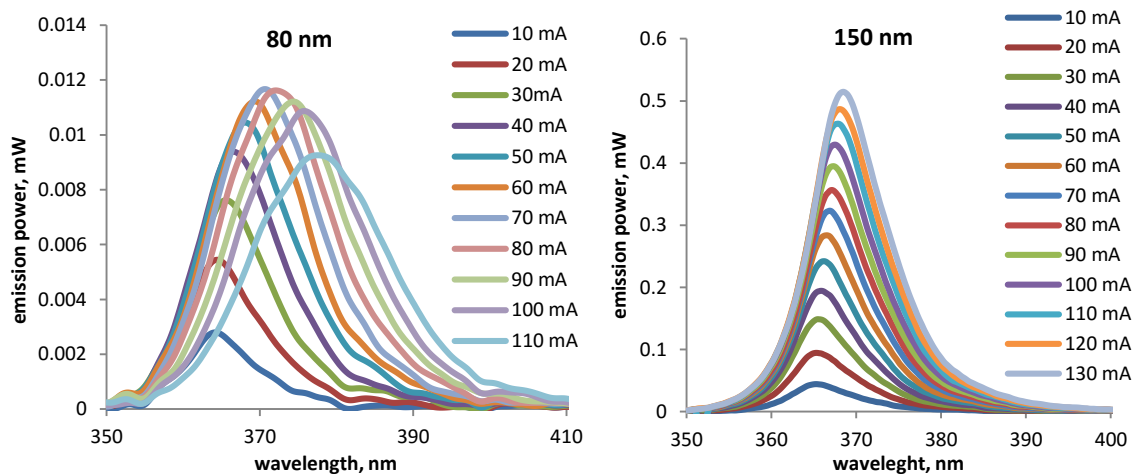 80 nm
emission power, mW
0.014
0.012
0.01
0.008
0.006
0.004
0.002
0
350
370
390
410
wavelength, nm
10 mA
20 mA
30mA
40 mA
50 mA
60 mA
70 mA
80 mA
90 mA
100 mA
110 mA
150 nm
emission power, mW
0.6
0.5
0.4
0.3
0.2
0.1
0
350
360
370
380
390
400
waveleght, nm
10 mA
20 mA
30 mA
40 mA
50 mA
60 mA
70 mA
80 mA
90 mA
100 mA
110 mA
120 mA
130 mA